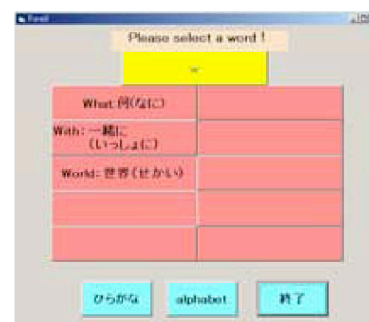 Form1
Please select a word !
w
What:何(なに)
With:一緒に
(いっしょに)
World:世界(せかい)
ひらがな
alphabet
終了